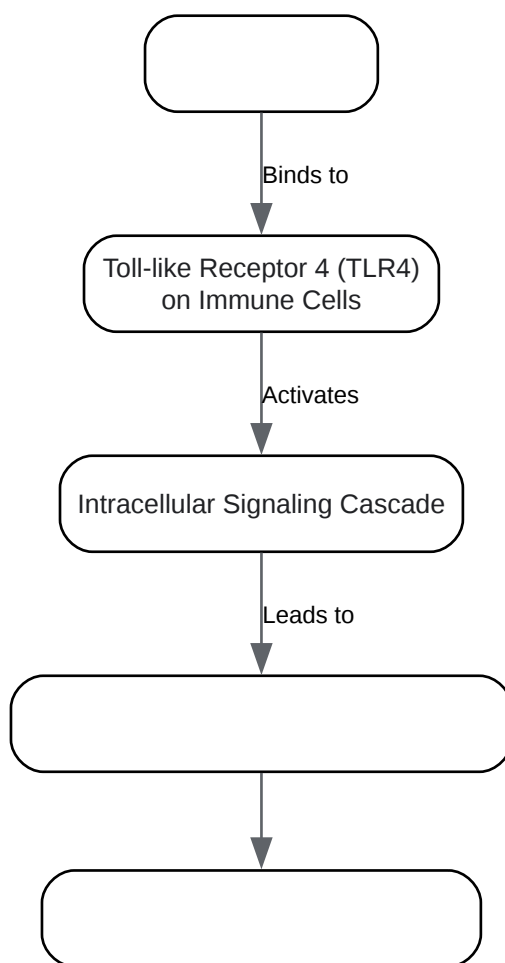 Binds to
Toll-like Receptor 4 (TLR4)
on Immune Cells
Activates
Intracellular Signaling Cascade
Leads to